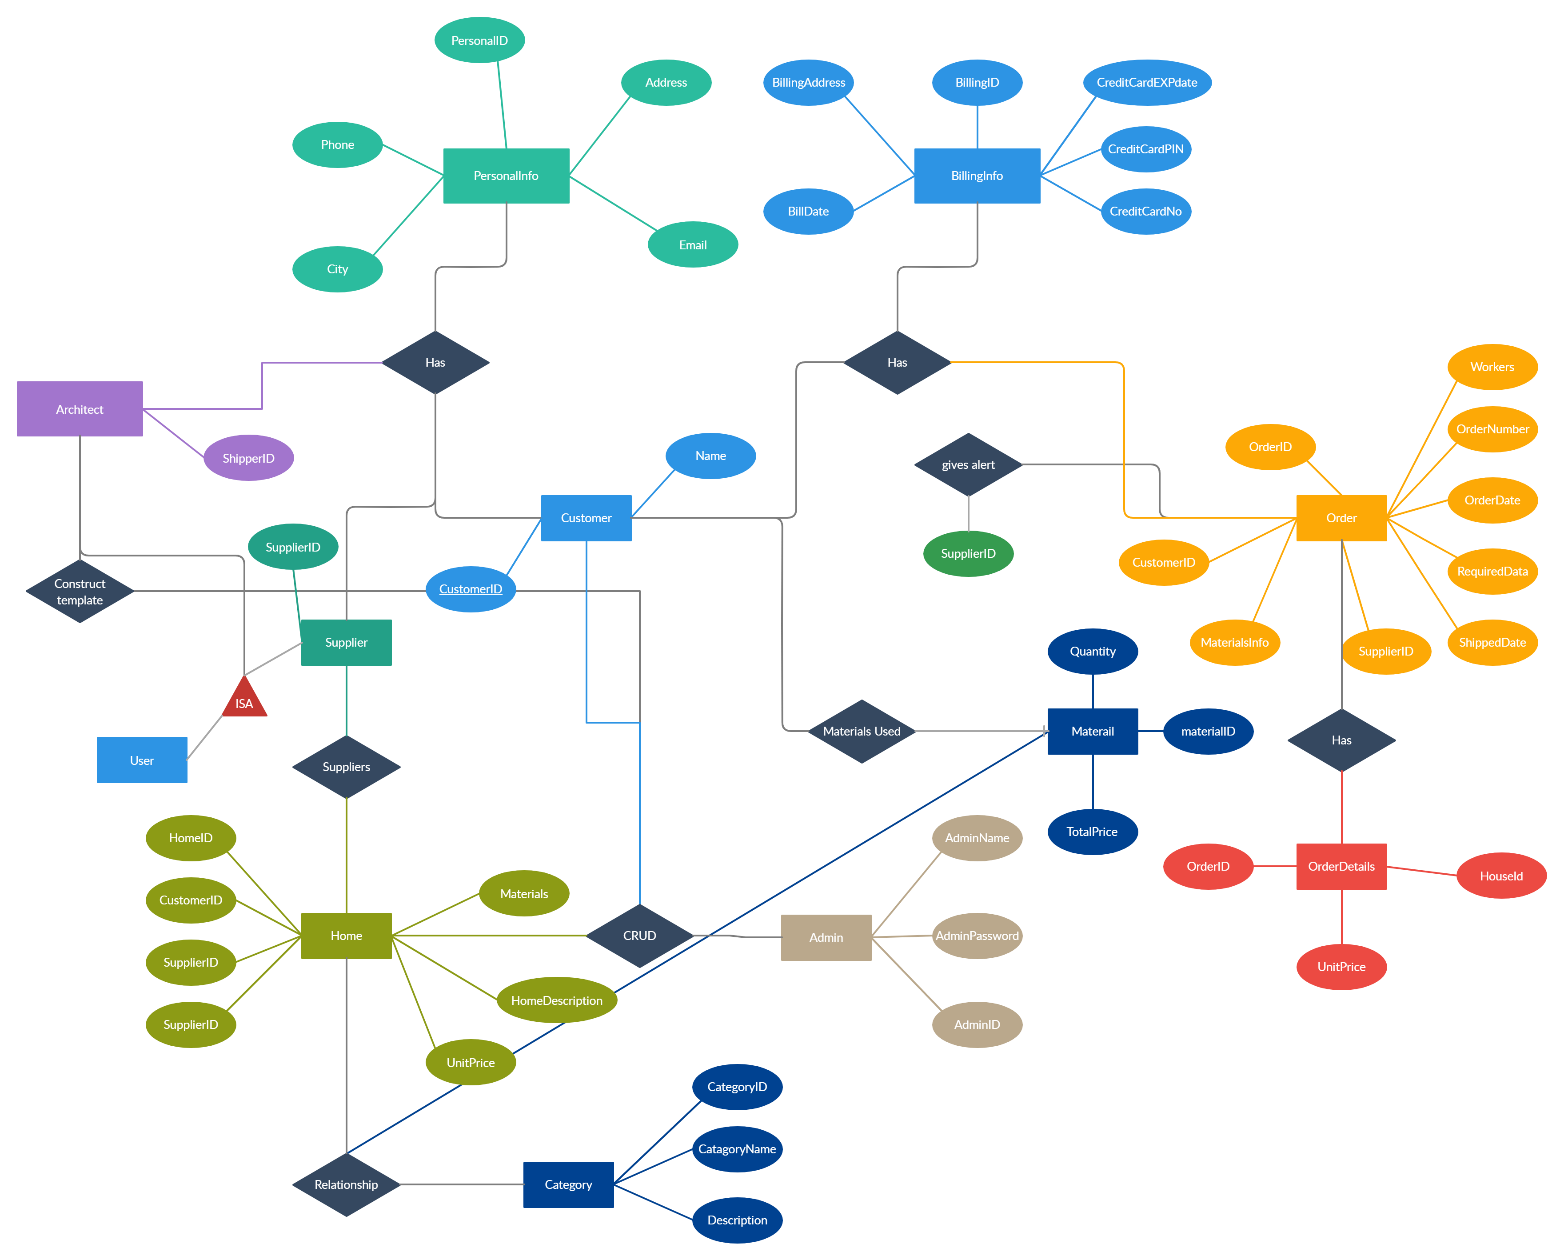 PersonalID
Address
BillingAddress
BillingID
CreditCardEXPdate
Phone
CreditCardPIN
PersonalInfo
BillingInfo
BillDate
CreditCardNo
Email
City
Has
Has
Workers
Architect
OrderNumber
OrderID
Name
ShipperID
gives alert
OrderDate
Customer
Order
SupplierID
SupplierID
CustomerID
RequiredData
Construct
template
CustomerID
Supplier
MaterialsInfo
SupplierID
ShippedDate
Quantity
ISA
Materials Used
Materail
materialID
Has
User
Suppliers
HomeID
TotalPrice
AdminName
OrderID
OrderDetails
HouseId
CustomerID
Materials
Home
CRUD
Admin
AdminPassword
SupplierID
UnitPrice
HomeDescription
SupplierID
AdminID
UnitPrice
CategoryID
CatagoryName
Relationship
Category
Description